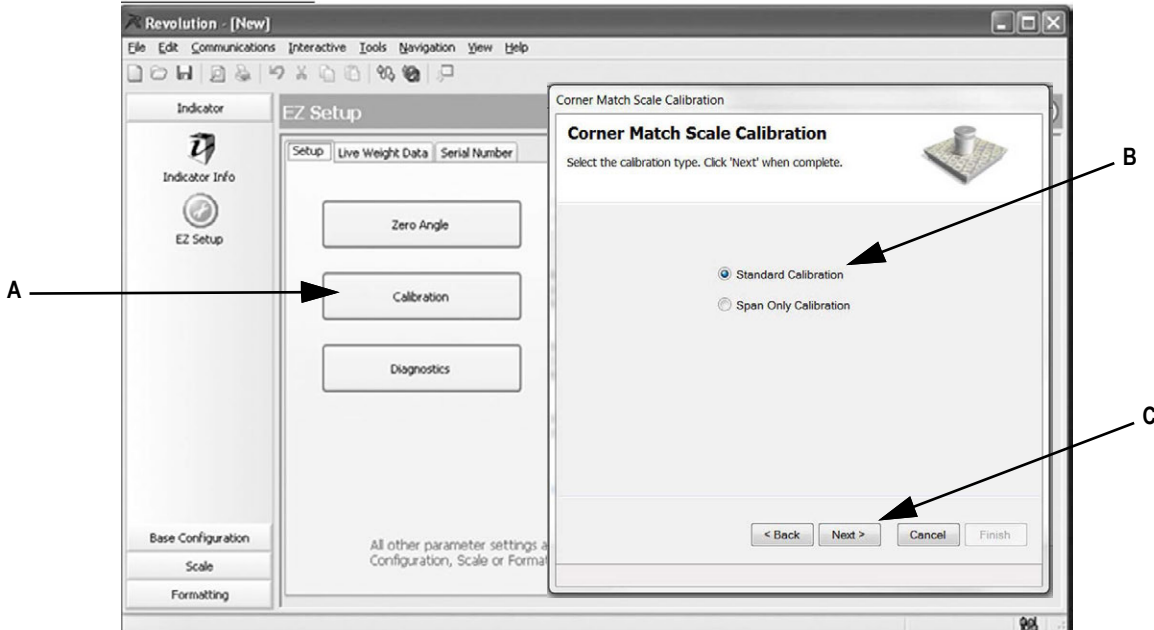 Revolution - [New]
File Edit Communications Interactive Tools Navigation View Help
Indicator
Indicator Info
EZ Setup
Base Configuration
Scale
Formatting
EZ Setup
Setup Live Weight Data Serial Number
Zero Angle
A
Calibration
Diagnostics
All other parameter settings a
Configuration, Scale or Format
Corner Match Scale Calibration
Corner Match Scale Calibration
Select the calibration type. Click 'Next' when complete.
B
Standard Calibration
Span Only Calibration
C
< Back Next > Cancel Finish